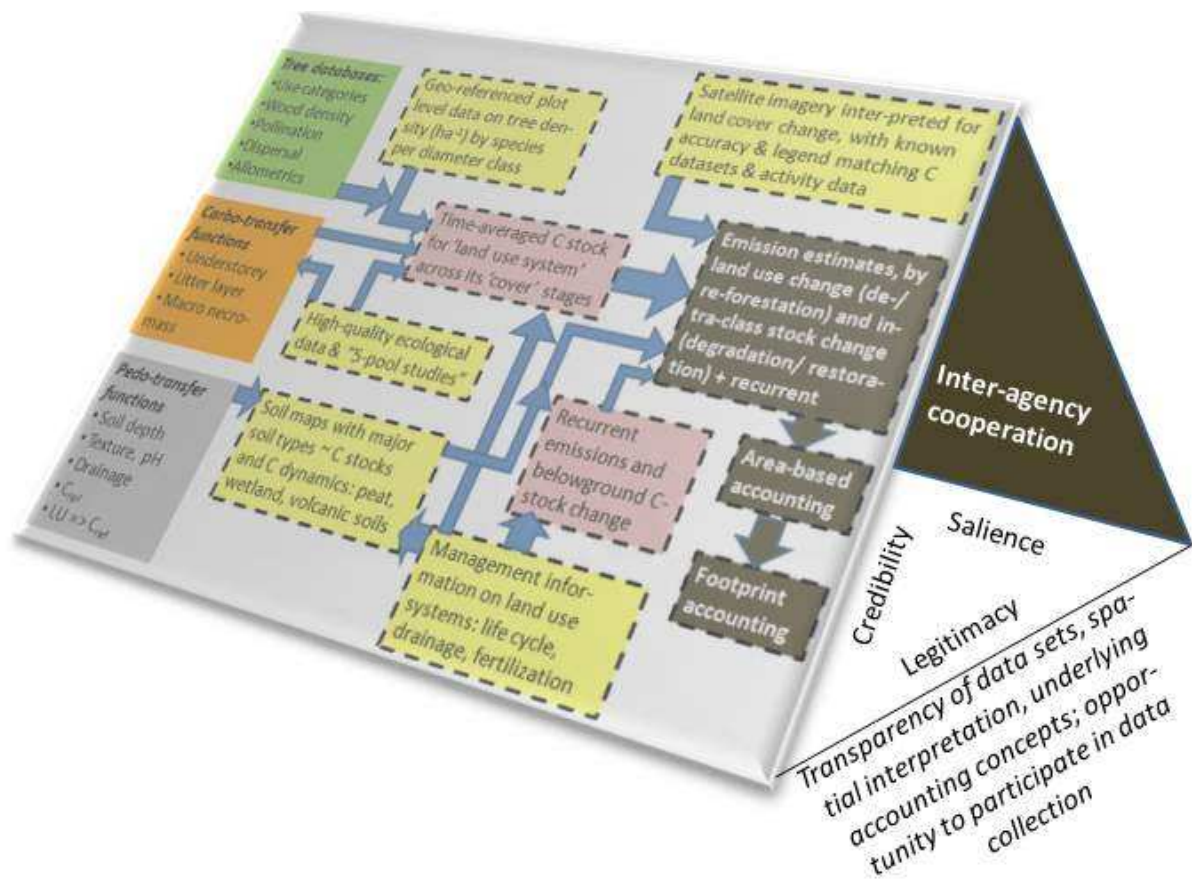 Tree databases:
•Use categories
•Wood density
•Pollination
•Dispersal
•Allometrics
Geo-referenced plot
level data on tree den-
sity (ha⁻¹) by species
per diameter class
Satellite imagery inter-preted for
land cover change, with known
accuracy & legend matching C
datasets & activity data
Carbo-transfer
functions
•Understorey
•Litter layer
•Macro necro-
mass
Time-averaged C stock
for 'land use system'
across its 'cover' stages
Emission estimates, by
land use change (de-/
re-forestation) and in-
tra-class stock change
(degradation/ restora-
tion) + recurrent
High-quality ecological
data & "5-pool studies"
Pedo-transfer
functions
•Soil depth
•Texture, pH
•Drainage
•Cref
•LU => Cref
Soil maps with major
soil types ~ C stocks
and C dynamics: peat,
wetland, volcanic soils
Recurrent
emissions and
belowground C-
stock change
Area-based
accounting
Footprint
accounting
Management infor-
mation on land use
systems: life cycle,
drainage, fertilization
Inter-agency
cooperation
Credibility
Salience
Legitimacy
Transparency of data sets, spa-
tial interpretation, underlying
accounting concepts; oppor-
tunity to participate in data
collection